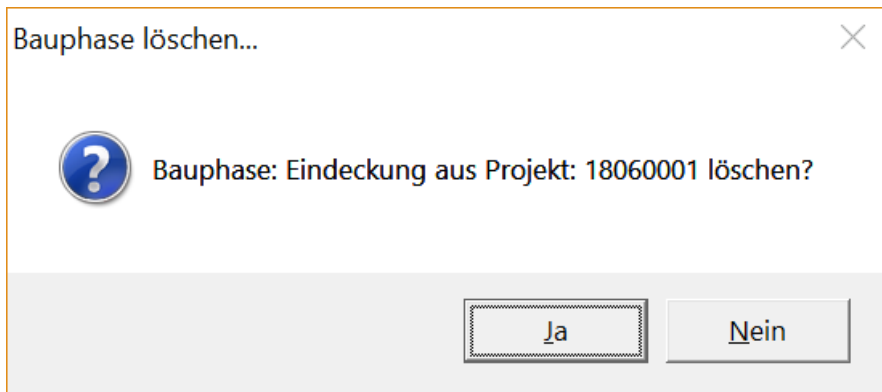 Bauphase löschen...
Bauphase: Eindeckung aus Projekt: 18060001 löschen?
Ja
Nein